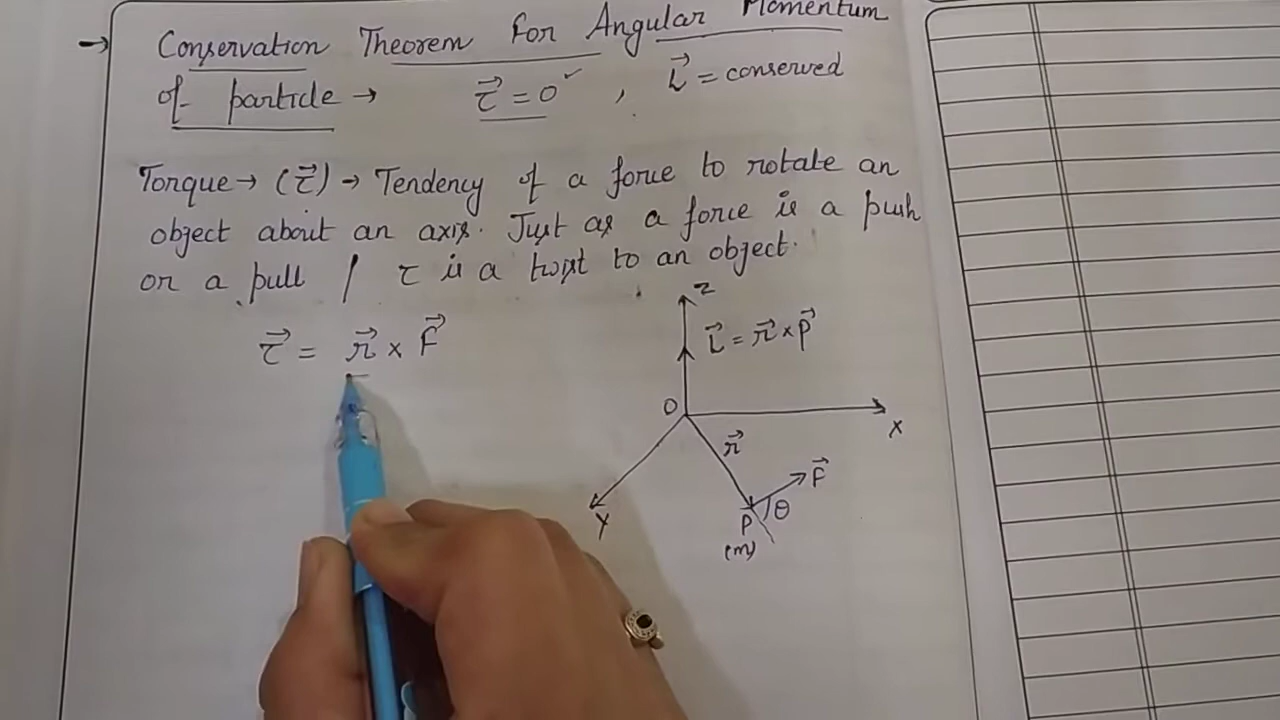 → Conservation Theorem for Angular Momentum
of particle → τ⃗ = 0 ✓, L⃗ = conserved
Torque → (τ⃗) → Tendency of a force to rotate an
object about an axis. Just as a force is a push
or a pull / τ is a twist to an object.
τ⃗ = r⃗ × F⃗
Z
L⃗ = r⃗ × P⃗
O
X
r⃗
F⃗
Y
P θ
(m)